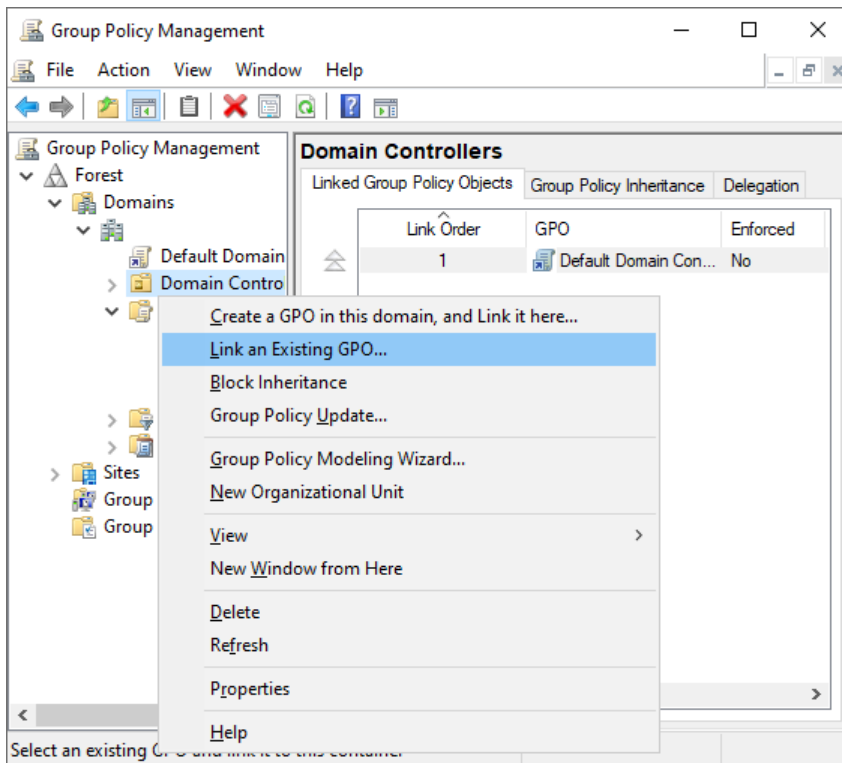 Group Policy Management
File Action View Window Help
Group Policy Management
Forest
Domains
Default Domain
Domain Contro
Sites
Group
Group
Domain Controllers
Linked Group Policy Objects Group Policy Inheritance Delegation
Link Order GPO Enforced
1 Default Domain Con... No
Create a GPO in this domain, and Link it here...
Link an Existing GPO...
Block Inheritance
Group Policy Update...
Group Policy Modeling Wizard...
New Organizational Unit
View
New Window from Here
Delete
Refresh
Properties
Help
Select an existing GPO and link it to this container